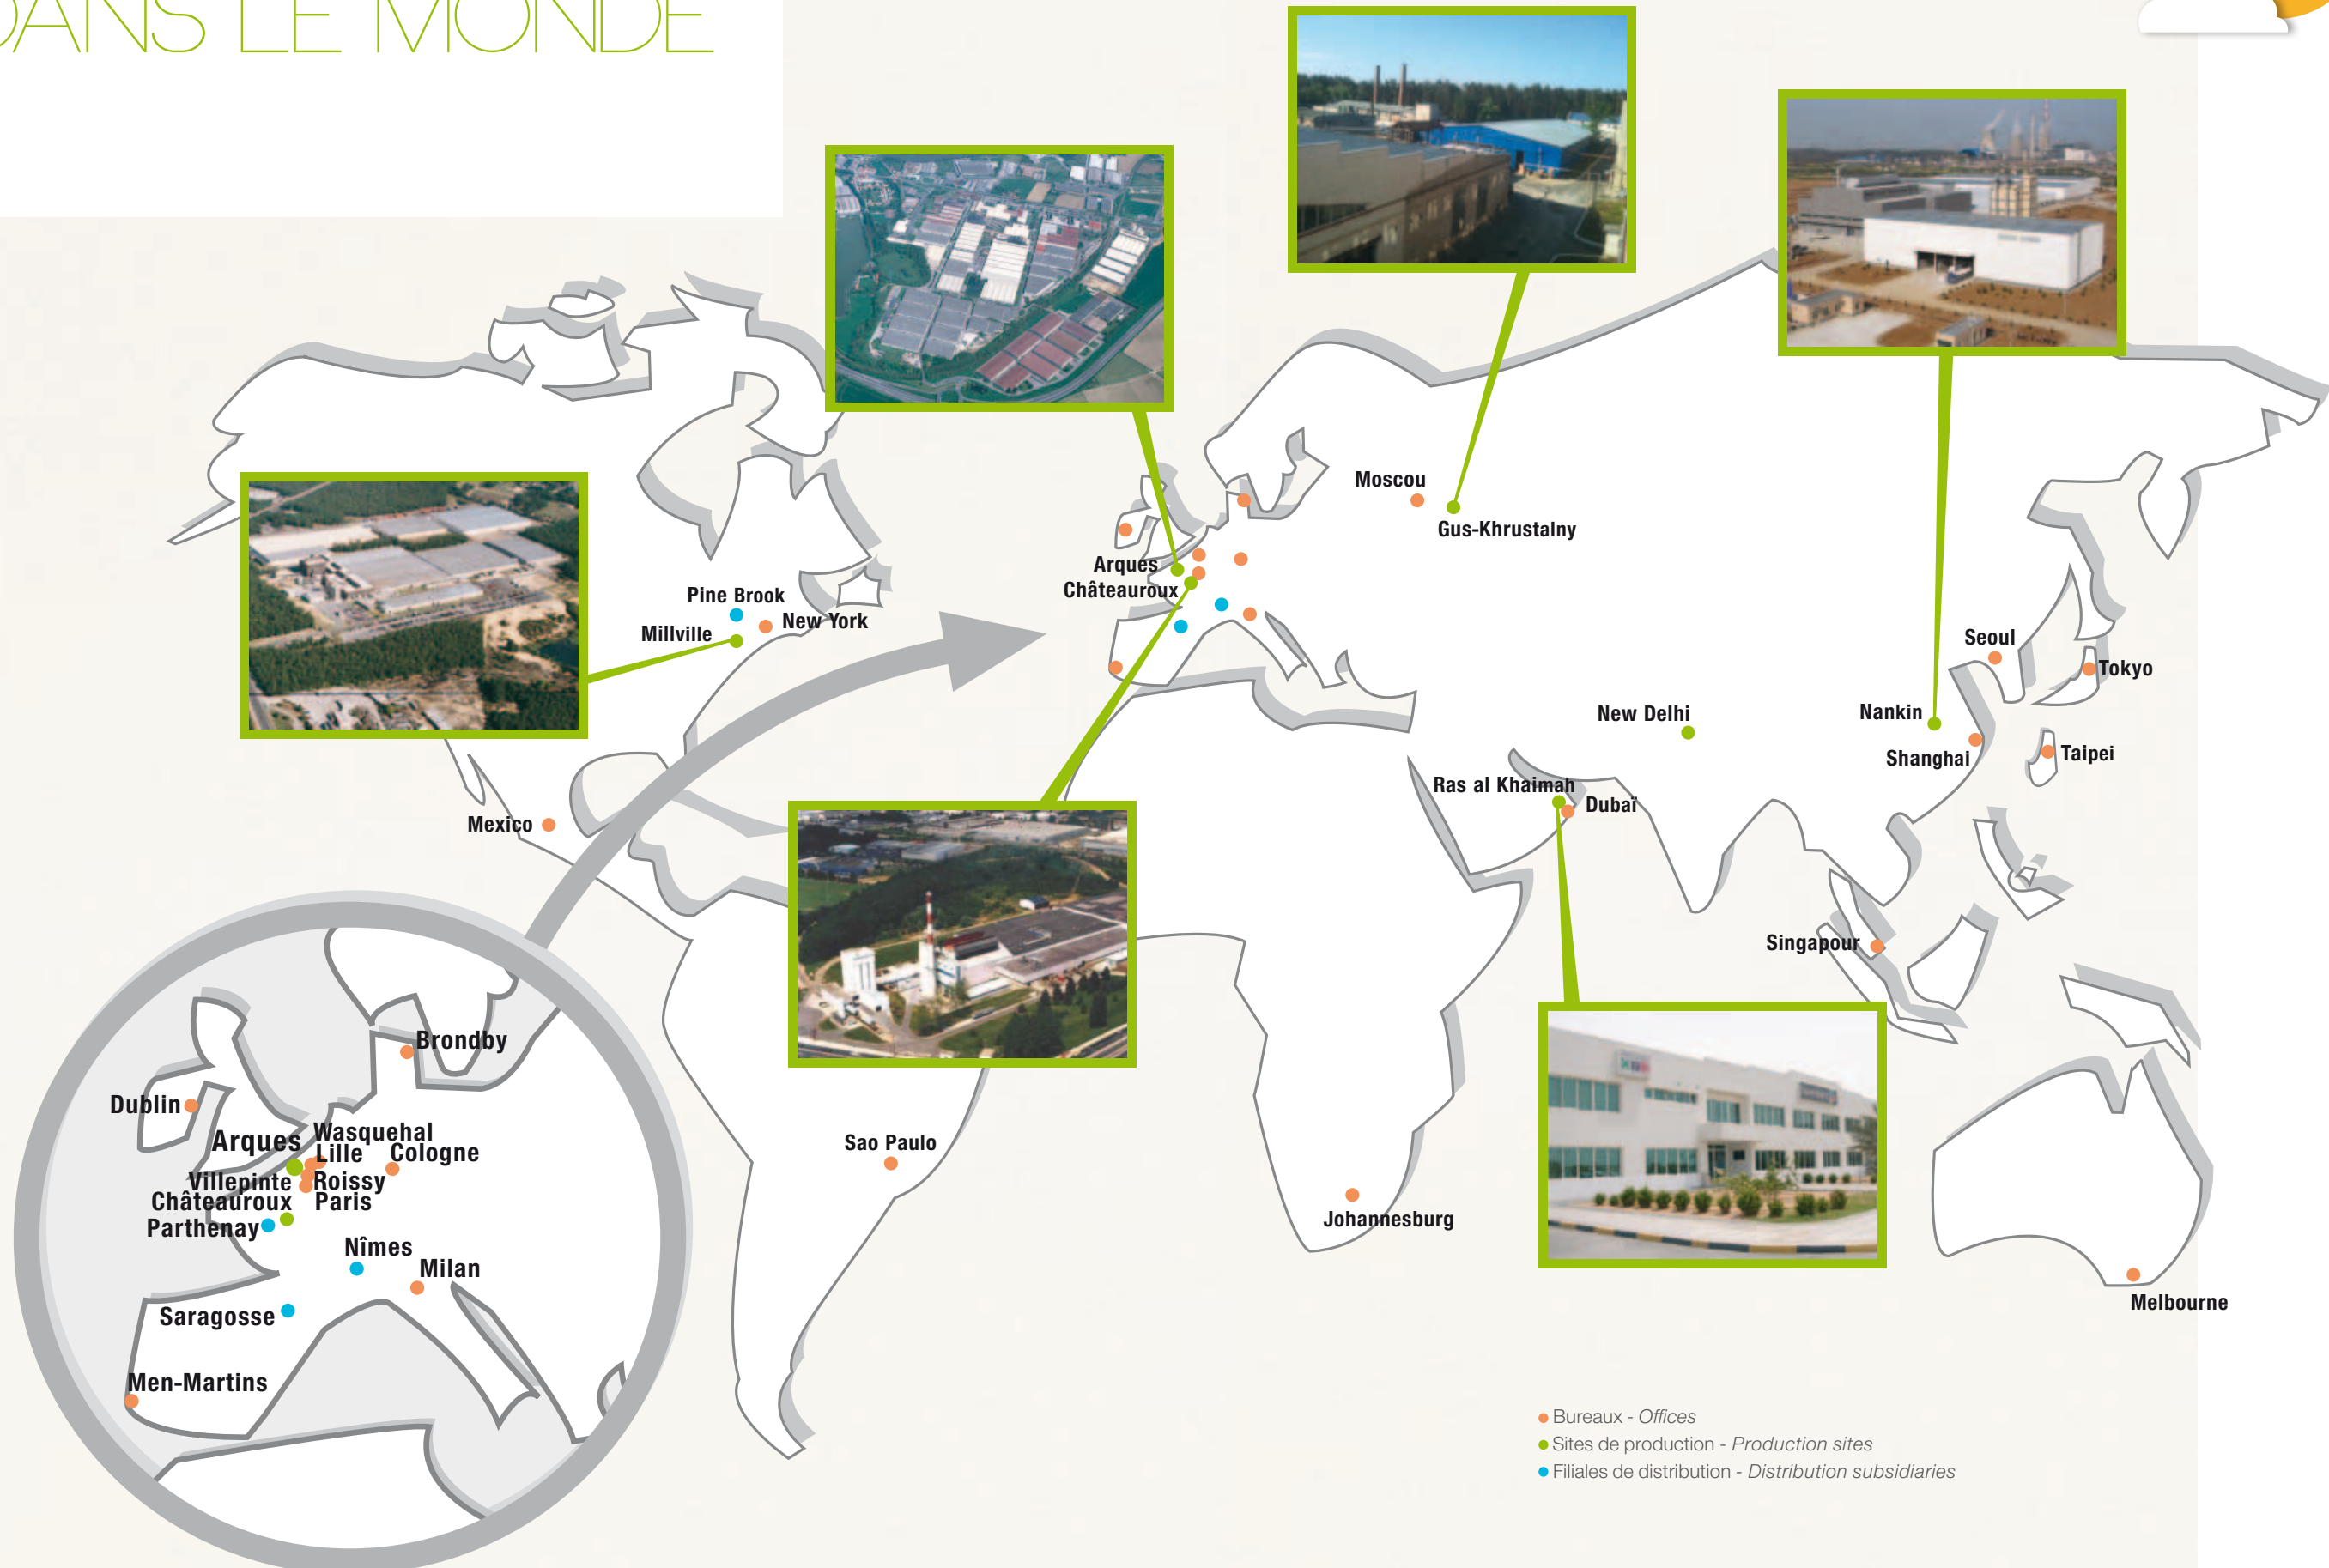 DANS LE MONDE
Moscou
Gus-Khrustalny
Arques
Châteauroux
Pine Brook
New York
Millville
Seoul
Tokyo
New Delhi
Nankin
Shanghai
Taipei
Ras al Khaimah
Dubaï
Mexico
Singapour
Brondby
Dublin
Wasquehal
Arques
Lille
Cologne
Villepinte
Roissy
Châteauroux
Paris
Parthenay
Nîmes
Milan
Saragosse
Men-Martins
Sao Paulo
Johannesburg
Melbourne
Bureaux - Offices
Sites de production - Production sites
Filiales de distribution - Distribution subsidiaries